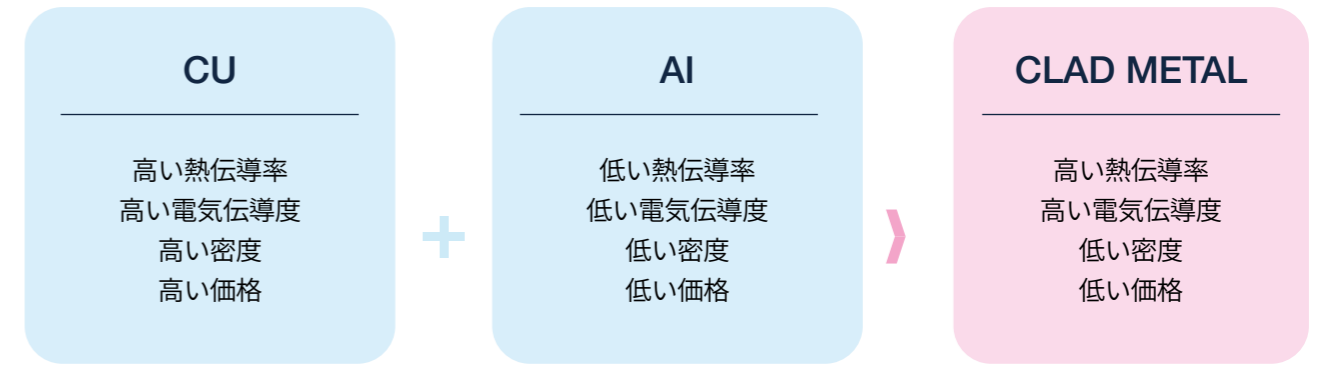 CU
高い熱伝導率
高い電気伝導度
高い密度
高い価格
+
AI
低い熱伝導率
低い電気伝導度
低い密度
低い価格
CLAD METAL
高い熱伝導率
高い電気伝導度
低い密度
低い価格